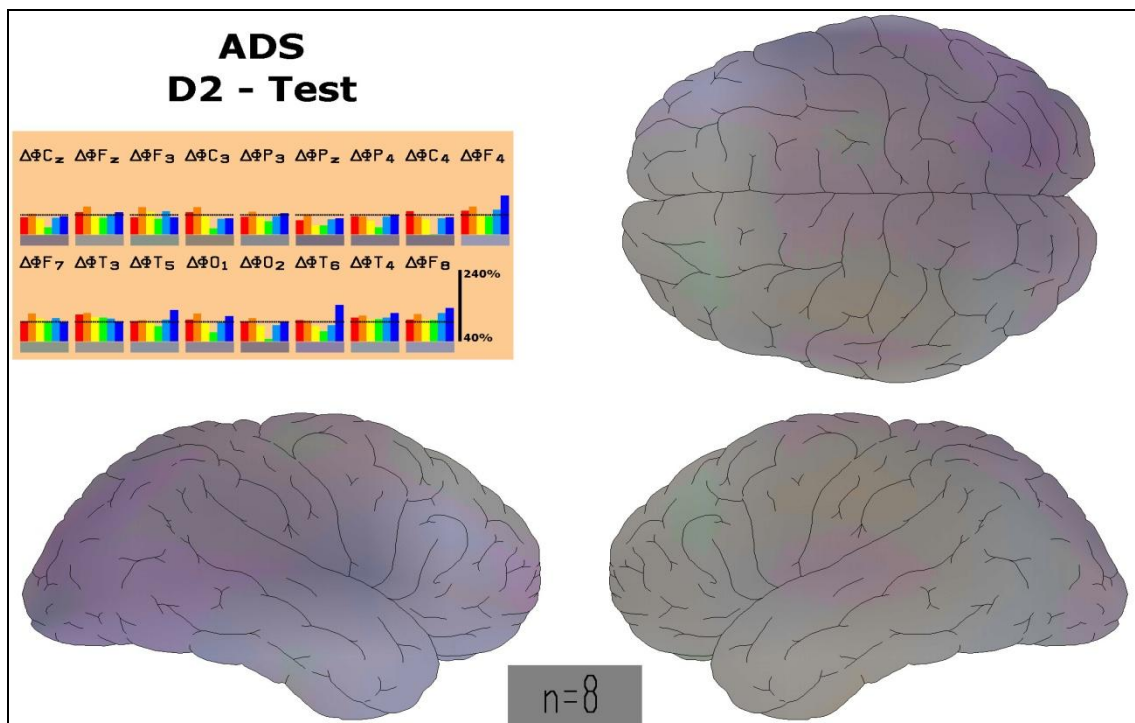 ADS
D2 - Test
ΔΦCz ΔΦFz ΔΦF3 ΔΦC3 ΔΦP3 ΔΦPz ΔΦP4 ΔΦC4 ΔΦF4
ΔΦF7 ΔΦT3 ΔΦT5 ΔΦO1 ΔΦO2 ΔΦT6 ΔΦT4 ΔΦF8
240%
40%
n=8